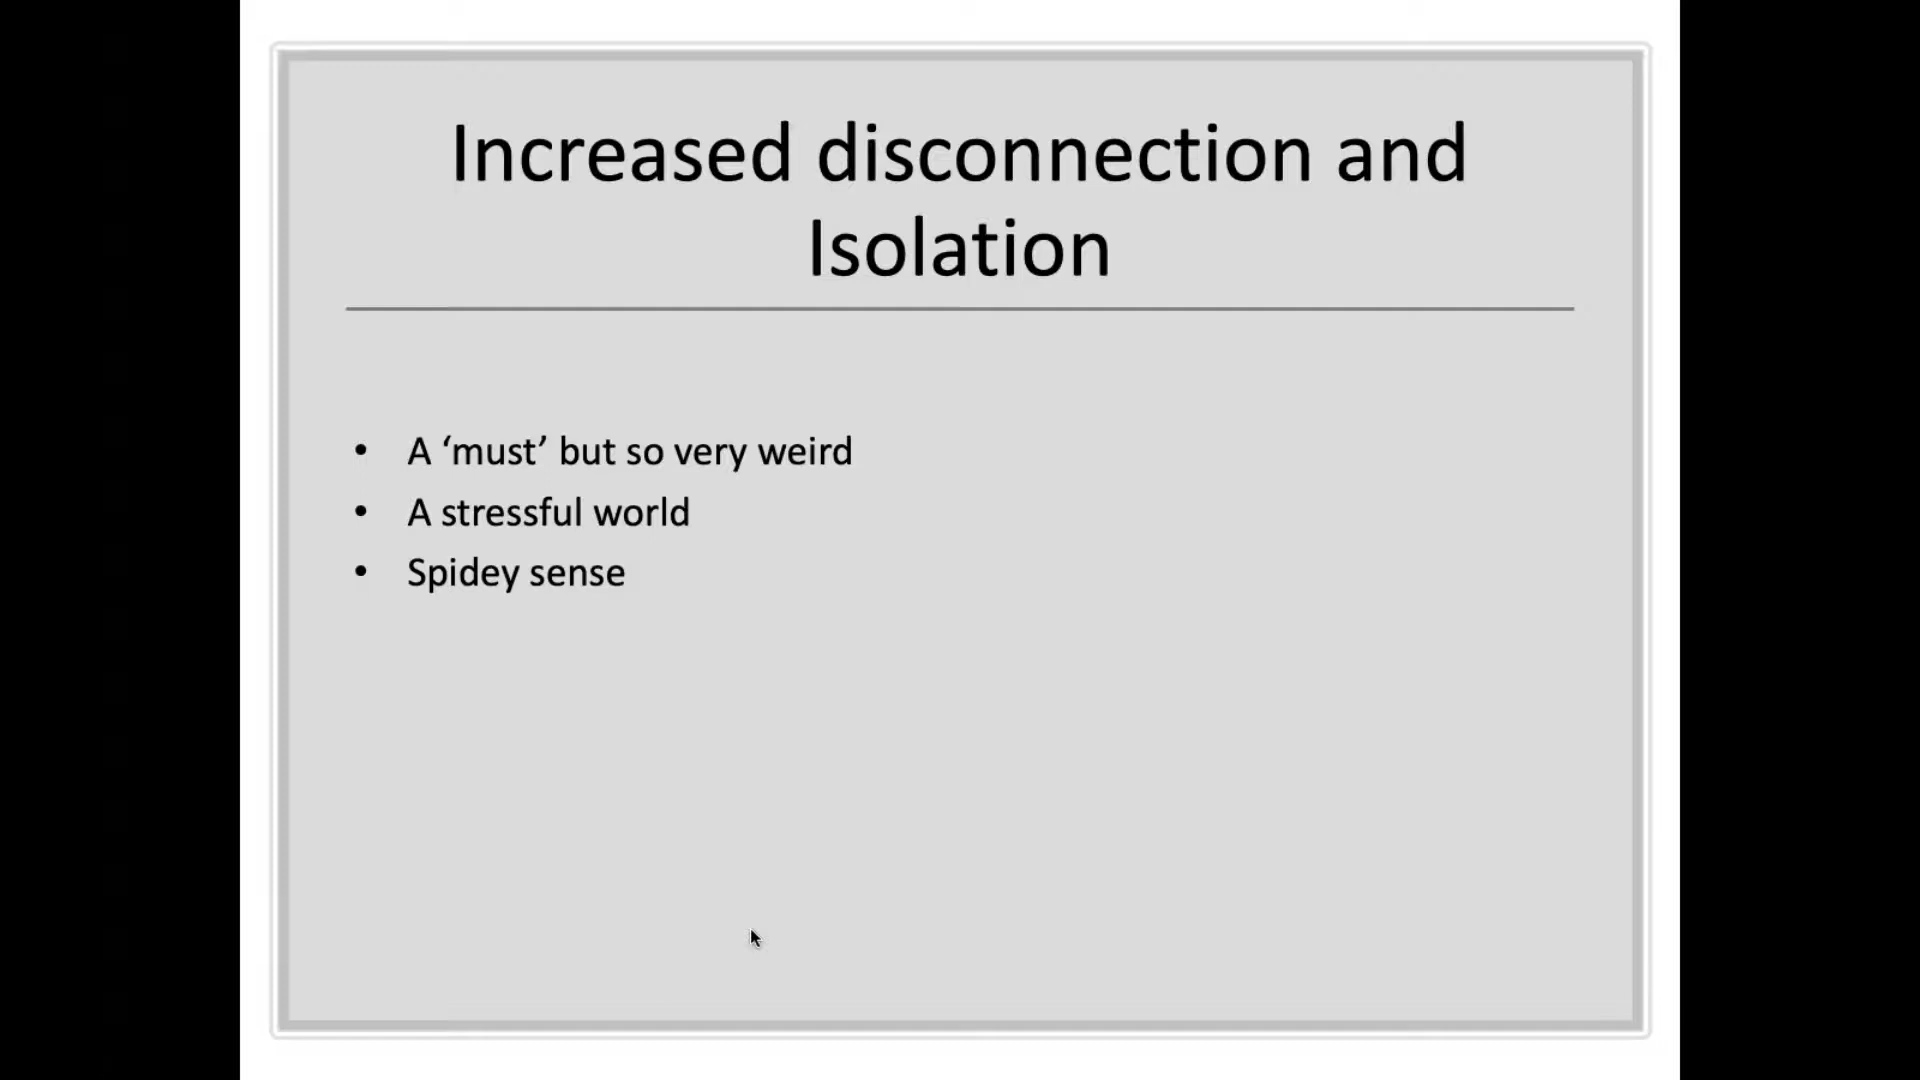 Increased disconnection and
Isolation
• A ‘must’ but so very weird
• A stressful world
• Spidey sense